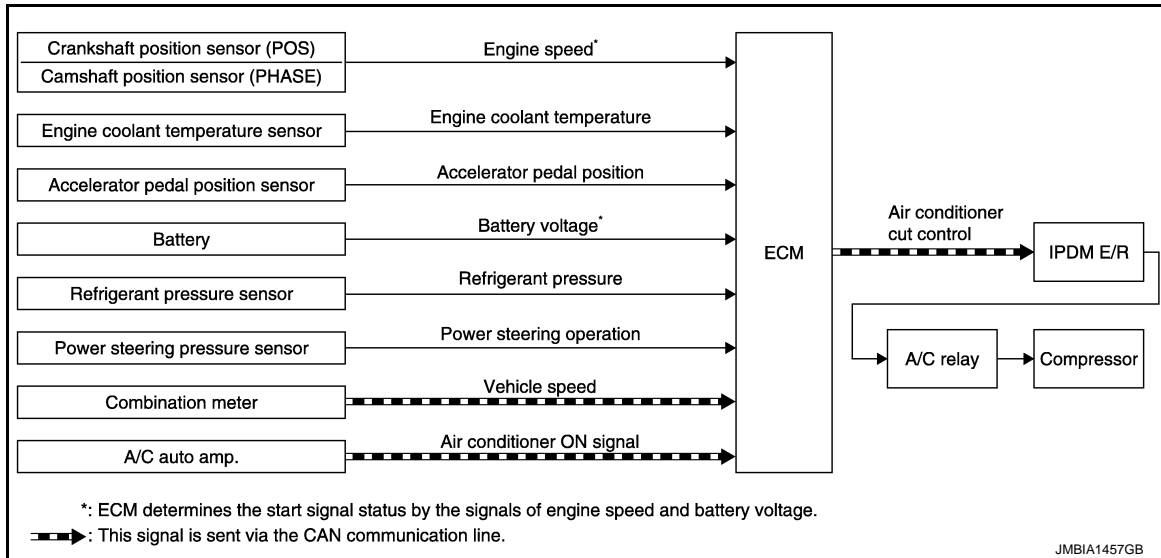 Crankshaft position sensor (POS)
Camshaft position sensor (PHASE)
Engine speed*
Engine coolant temperature sensor
Engine coolant temperature
Accelerator pedal position sensor
Accelerator pedal position
Battery
Battery voltage*
Refrigerant pressure sensor
Refrigerant pressure
Power steering pressure sensor
Power steering operation
Combination meter
Vehicle speed
A/C auto amp.
Air conditioner ON signal
ECM
Air conditioner
cut control
IPDM E/R
A/C relay
Compressor
*: ECM determines the start signal status by the signals of engine speed and battery voltage.
: This signal is sent via the CAN communication line.
JMBIA1457GB